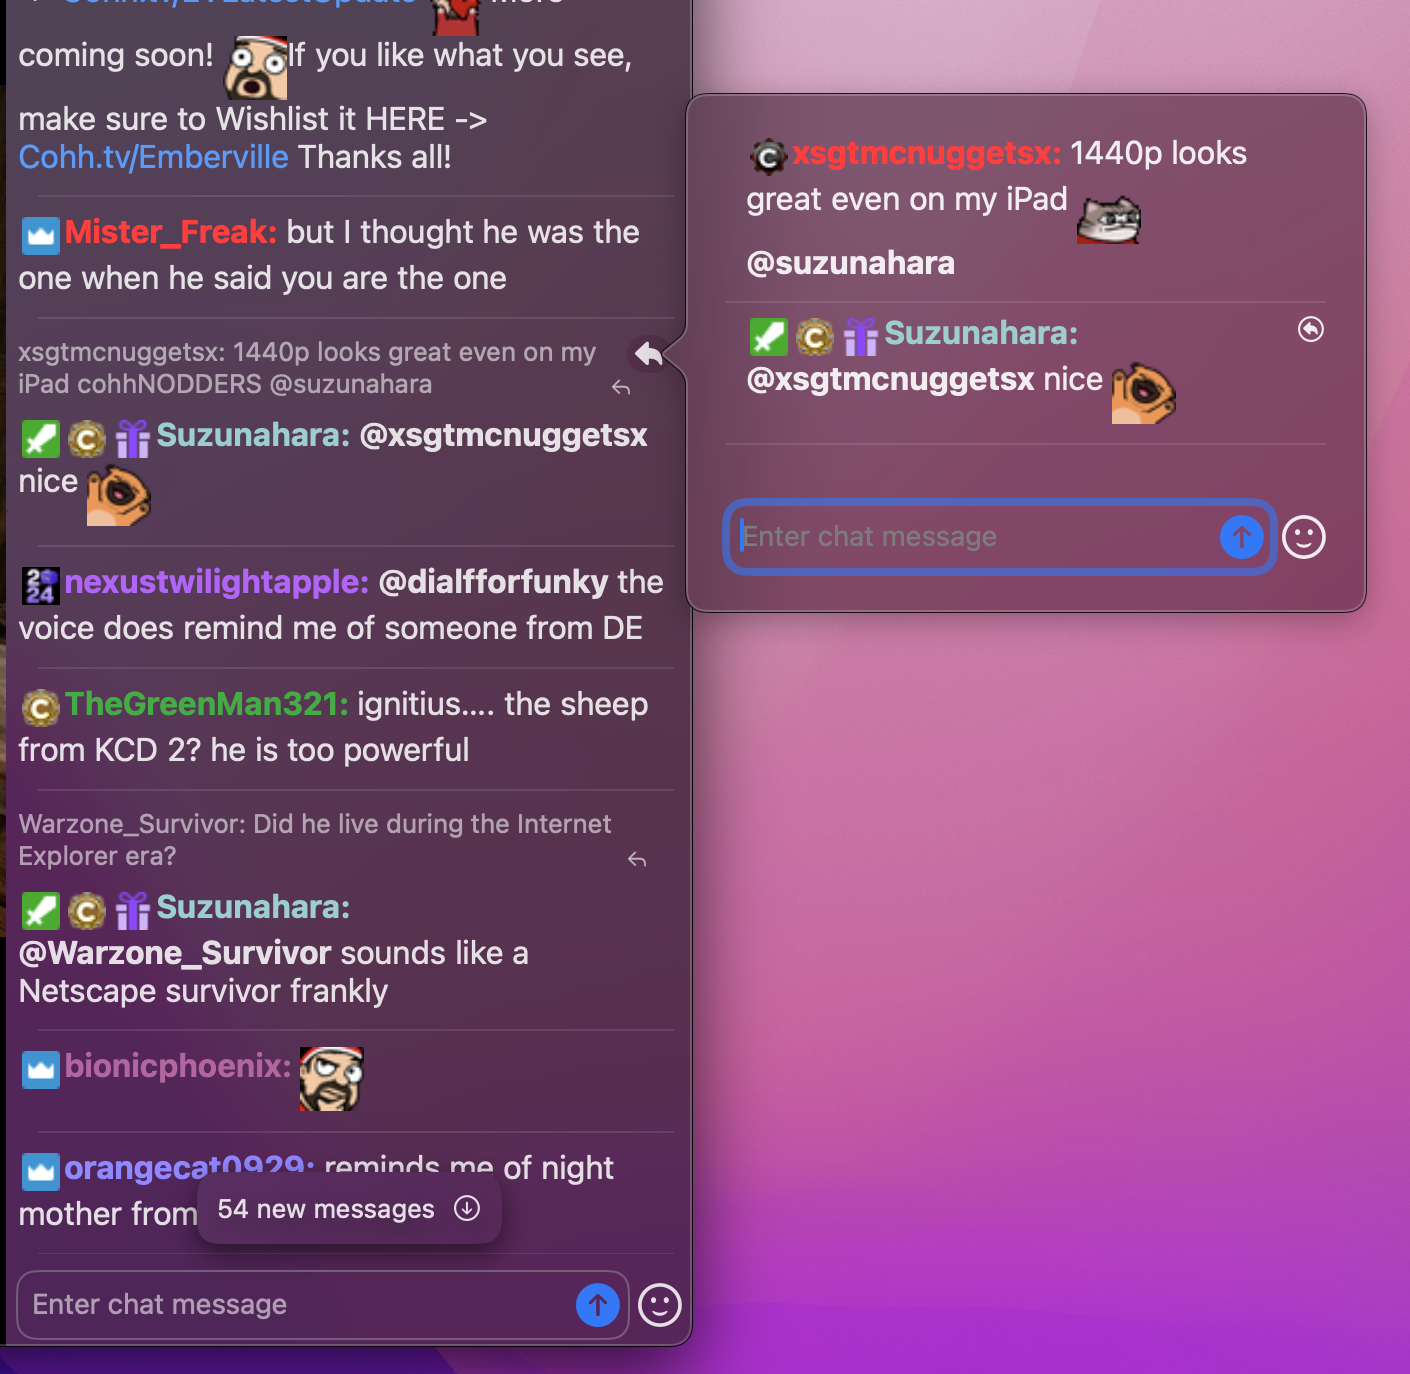 More
coming soon! If you like what you see,
make sure to Wishlist it HERE ->
Cohh.tv/Emberville Thanks all!
Mister_Freak: but I thought he was the
one when he said you are the one
xsgtmcnuggetsx: 1440p looks great even on my
iPad cohhNODDERS @suzunahara
Suzunahara: @xsgtmcnuggetsx
nice
2 24 nexustwilightapple: @dialfforfunky the
voice does remind me of someone from DE
C TheGreenMan321: ignitius.... the sheep
from KCD 2? he is too powerful
Warzone_Survivor: Did he live during the Internet
Explorer era?
C Suzunahara:
@Warzone_Survivor sounds like a
Netscape survivor frankly
bionicphoenix:
orangecat0929: reminds me of night
mother from
54 new messages
Enter chat message
C xsgtmcnuggetsx: 1440p looks
great even on my iPad
@suzunahara
C Suzunahara:
@xsgtmcnuggetsx nice
Enter chat message